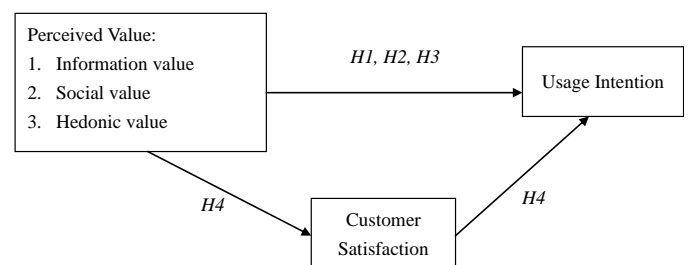 Perceived Value:
1. Information value
2. Social value
3. Hedonic value
H1, H2, H3
Usage Intention
H4
Customer
Satisfaction
H4